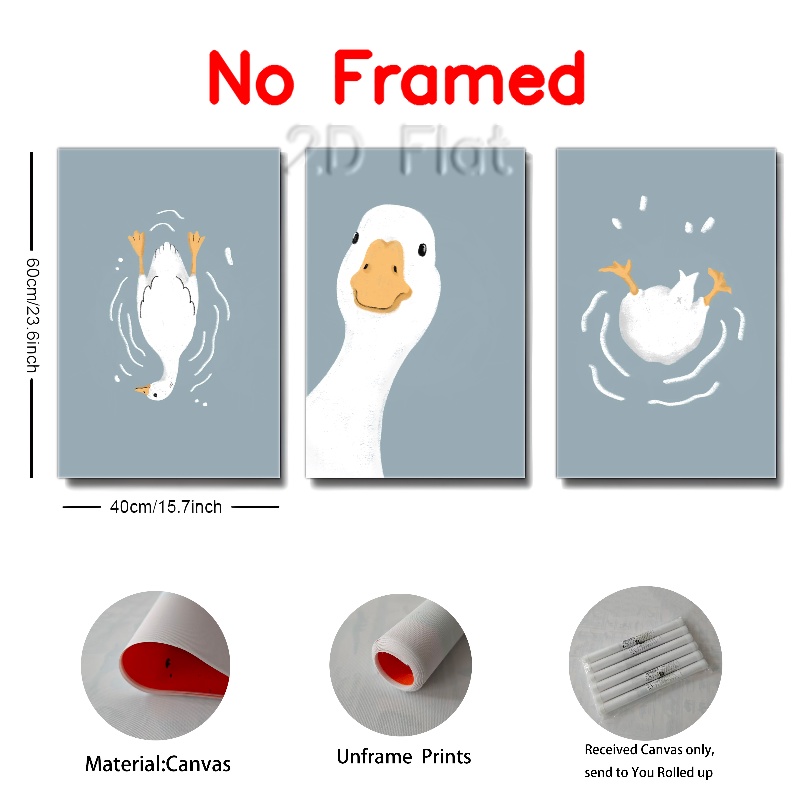 No Framed
2D Flat
60cm/23.6inch
40cm/15.7inch
Material:Canvas
Unframe Prints
Received Canvas only,
send to You Rolled up